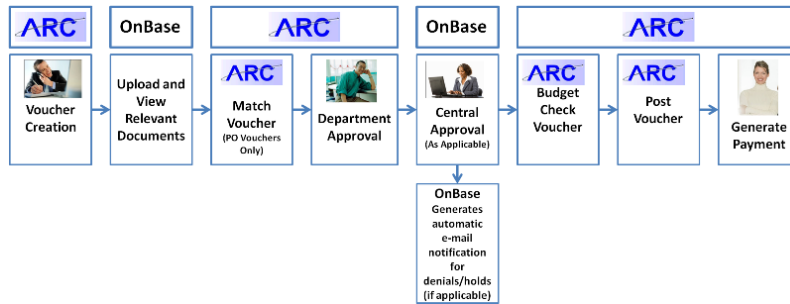 ARC
OnBase
ARC
OnBase
ARC
Voucher
Creation
Upload and
View
Relevant
Documents
ARC
Match
Voucher
(PO Vouchers
Only)
Department
Approval
Central
Approval
(As Applicable)
ARC
Budget
Check
Voucher
ARC
Post
Voucher
Generate
Payment
OnBase
Generates
automatic
e-mail
notification
for
denials/holds
(if applicable)